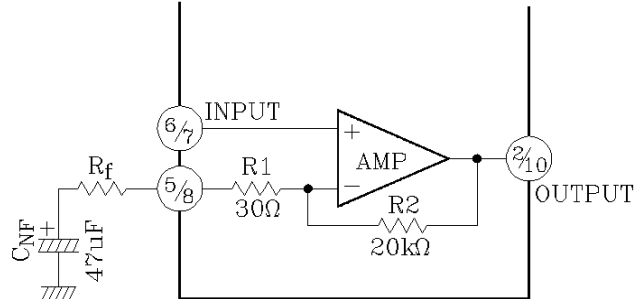 6/7
INPUT
+
AMP
−
2/10
OUTPUT
Rf
5/8
R1
30Ω
R2
20kΩ
CNF
+
47uF